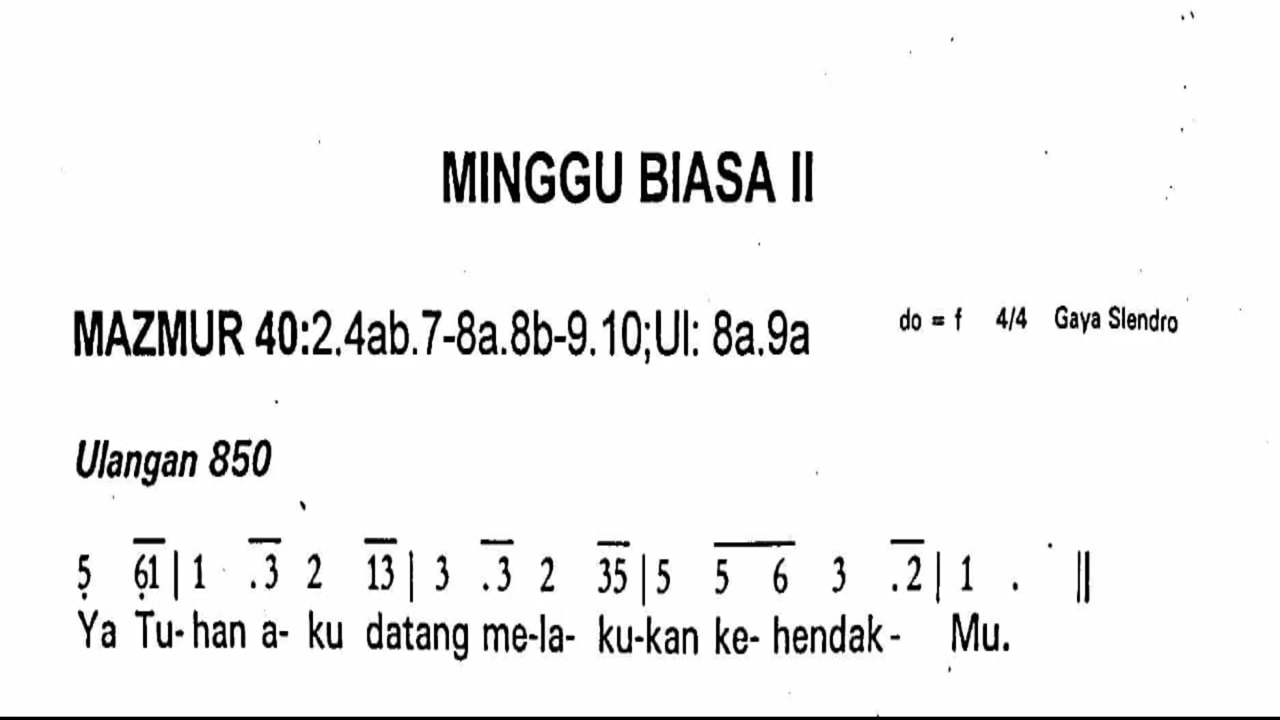 MINGGU BIASA II
MAZMUR 40:2.4ab.7-8a.8b-9.10;Ul: 8a.9a do = f 4/4 Gaya Slendro
Ulangan 850
5̣ 6̣1 | 1 .3 2 13 | 3 .3 2 35 | 5 5 6 3 .2 | 1 . ||
Ya Tu- han a- ku datang me-la- ku-kan ke- hendak - Mu.